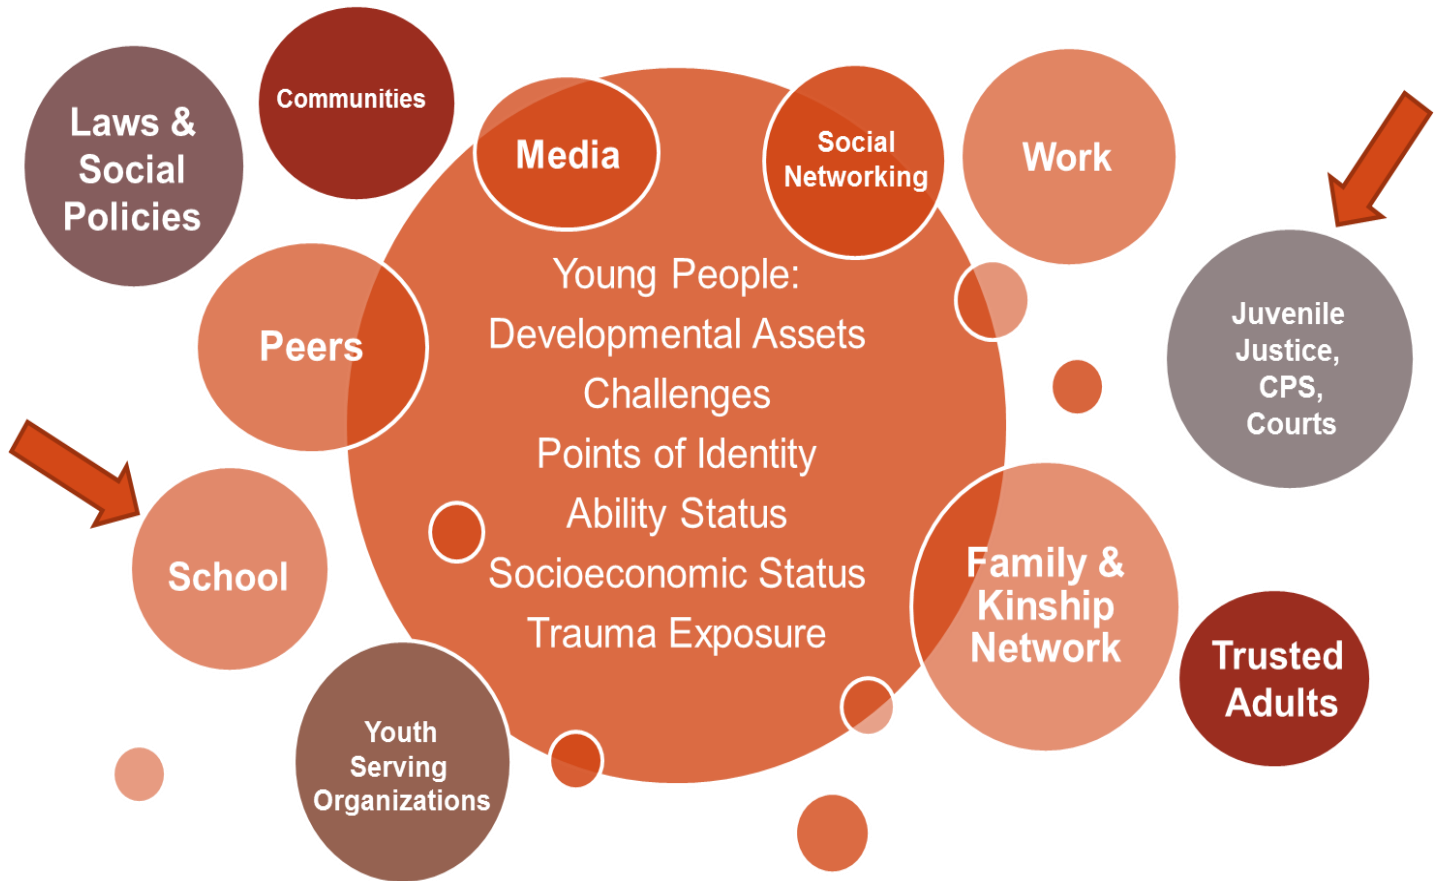 Laws &
Social
Policies
Communities
Media
Social
Networking
Work
Peers
Young People:
Developmental Assets
Challenges
Points of Identity
Ability Status
Socioeconomic Status
Trauma Exposure
Juvenile
Justice,
CPS,
Courts
School
Family &
Kinship
Network
Trusted
Adults
Youth
Serving
Organizations